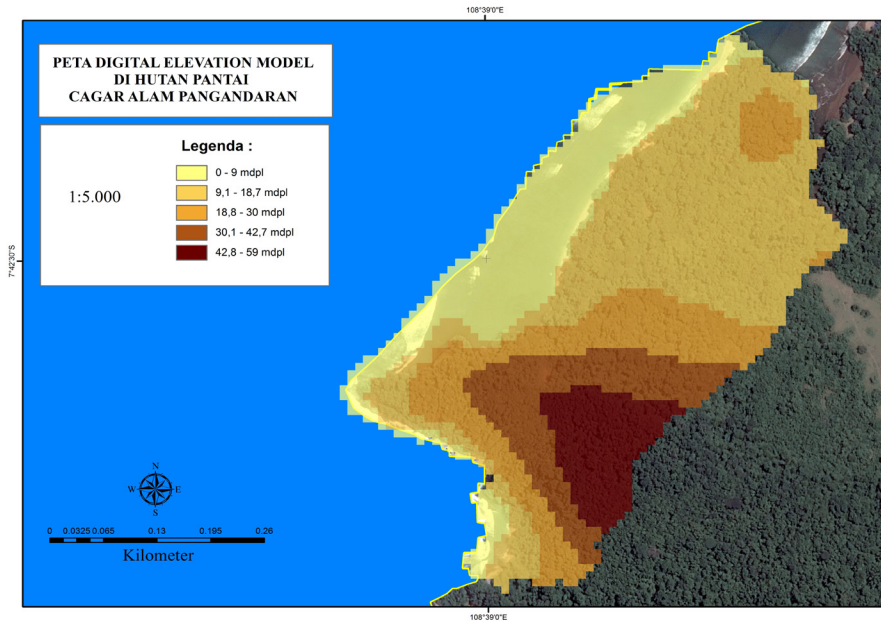 108°39'0"E
PETA DIGITAL ELEVATION MODEL
DI HUTAN PANTAI
CAGAR ALAM PANGANDARAN
Legenda :
1:5.000
0 - 9 mdpl
9,1 - 18,7 mdpl
18,8 - 30 mdpl
30,1 - 42,7 mdpl
42,8 - 59 mdpl
7°42'30"S
N
W E
S
0 0.0325 0.065 0.13 0.195 0.26
Kilometer
108°39'0"E